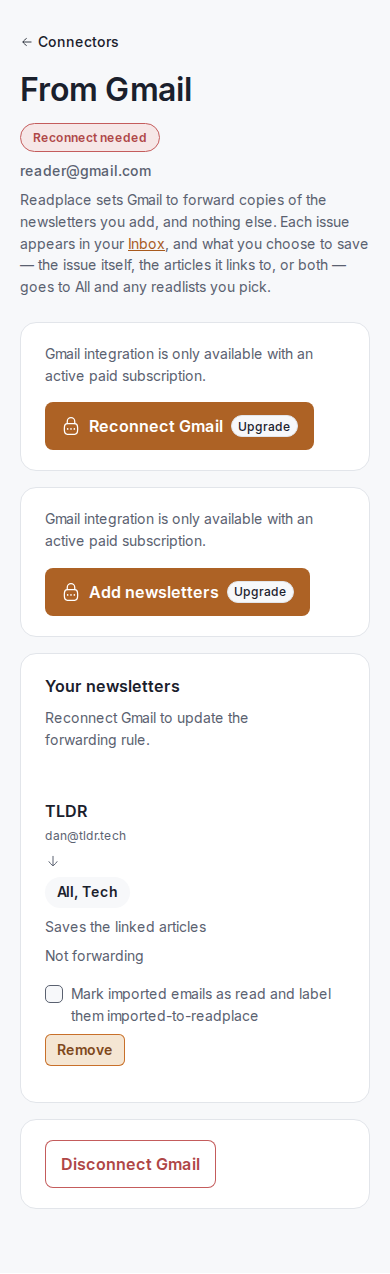 ← Connectors
From Gmail
Reconnect needed
reader@gmail.com
Readplace sets Gmail to forward copies of the
newsletters you add, and nothing else. Each issue
appears in your Inbox, and what you choose to save
— the issue itself, the articles it links to, or both —
goes to All and any readlists you pick.
Gmail integration is only available with an
active paid subscription.
Reconnect Gmail Upgrade
Gmail integration is only available with an
active paid subscription.
Add newsletters Upgrade
Your newsletters
Reconnect Gmail to update the
forwarding rule.
TLDR
dan@tldr.tech
↓
All, Tech
Saves the linked articles
Not forwarding
Mark imported emails as read and label
them imported-to-readplace
Remove
Disconnect Gmail